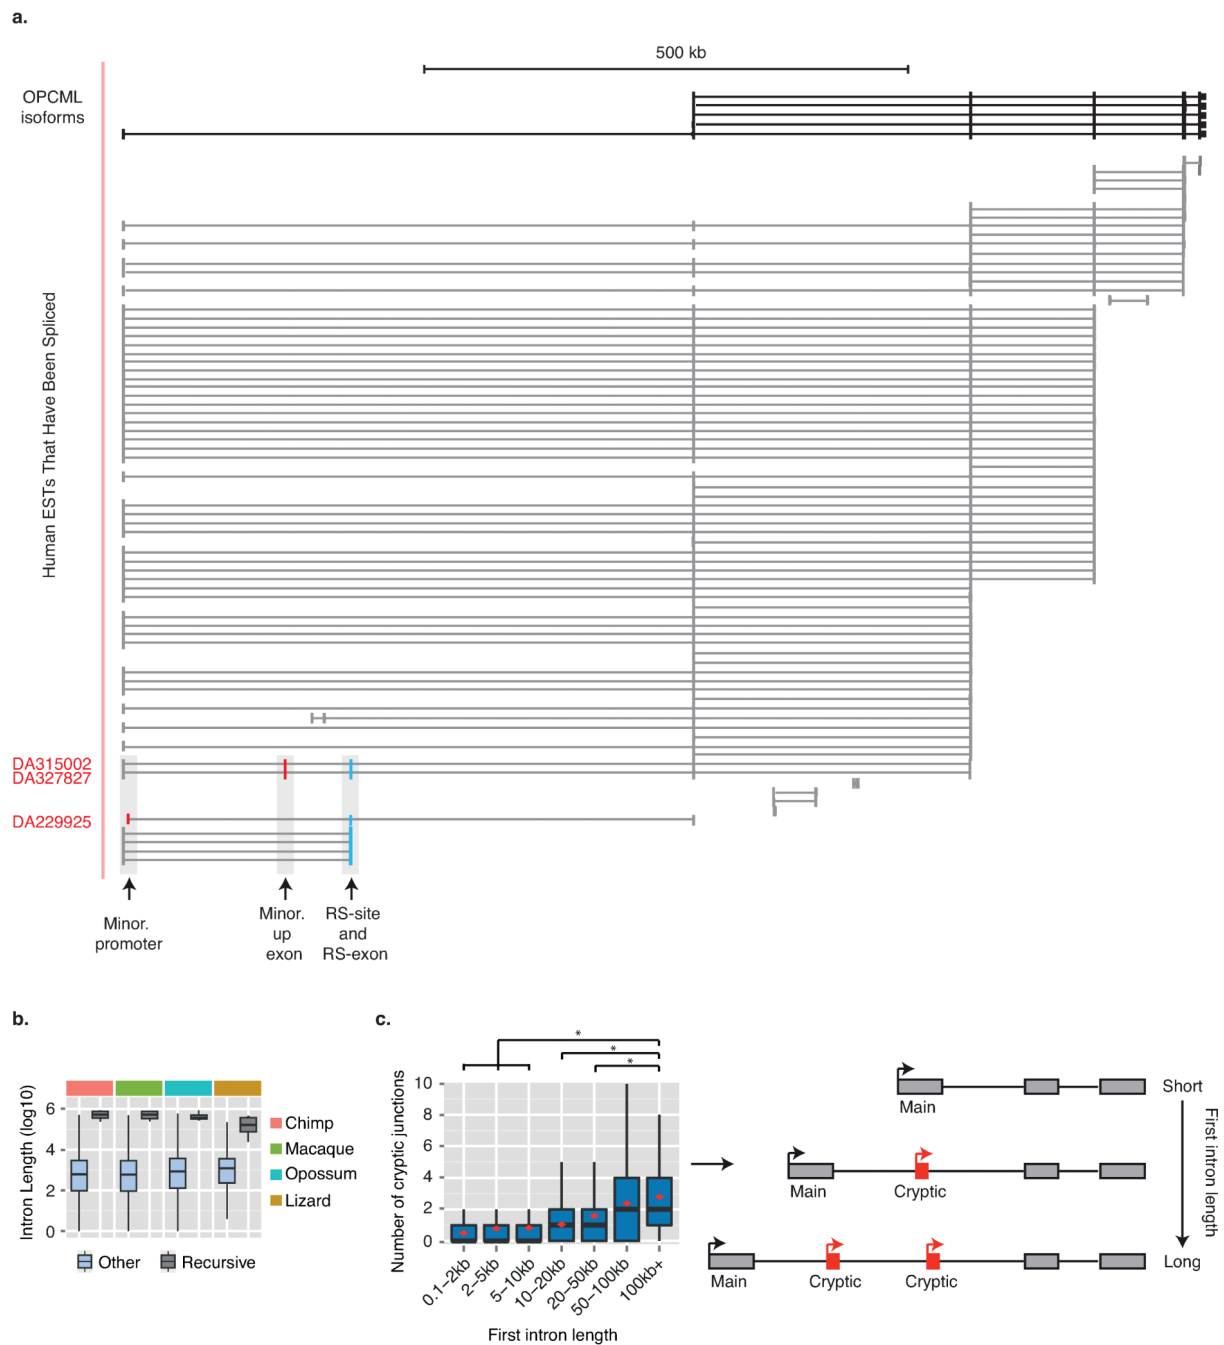 a.
500 kb
OPCML
isoforms
Human ESTs That Have Been Spliced
DA315002
DA327827
DA229925
Minor.
promoter
Minor.
up
exon
RS-site
and
RS-exon
b.
Intron Length (log10)
6
4
2
0
Chimp
Macaque
Opossum
Lizard
Other
Recursive
c.
Number of cryptic junctions
10
8
6
4
2
0
*
*
*
0.1–2kb
2–5kb
5–10kb
10–20kb
20–50kb
50–100kb
100kb+
First intron length
Main
Short
Main
Cryptic
Main
Cryptic
Cryptic
Long
First intron length